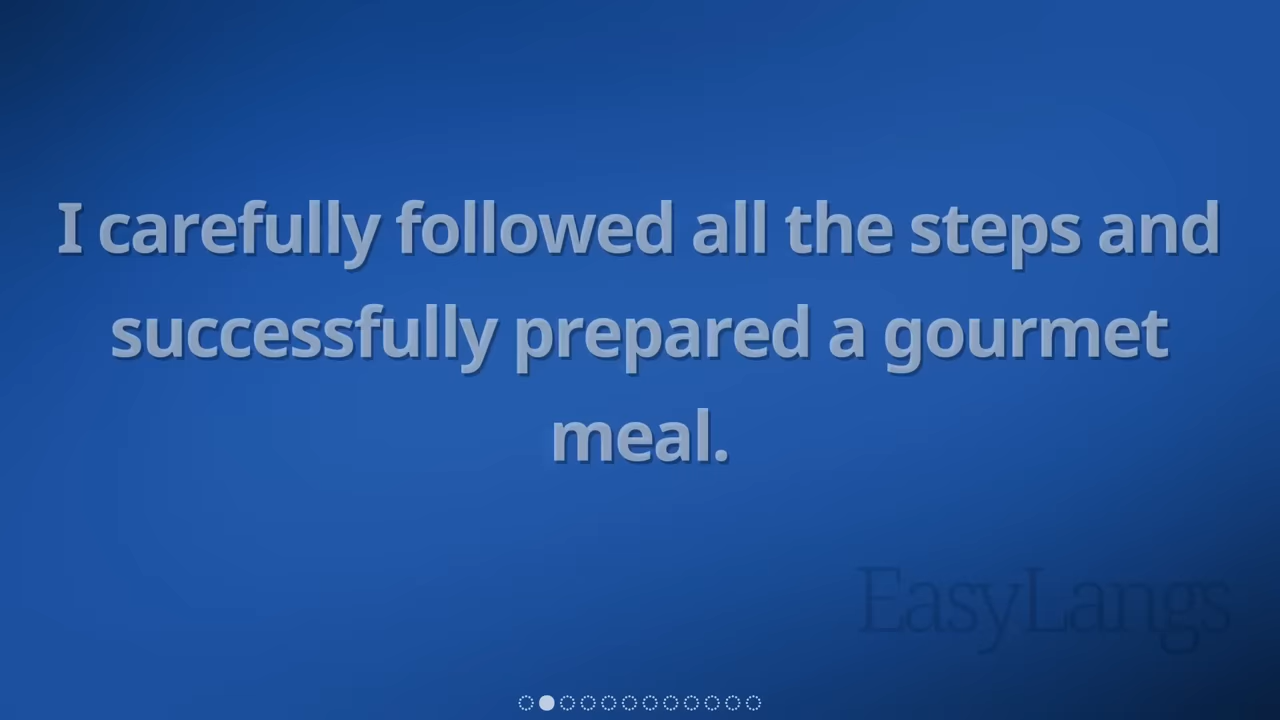 I carefully followed all the steps and
successfully prepared a gourmet
meal.
EasyLangs